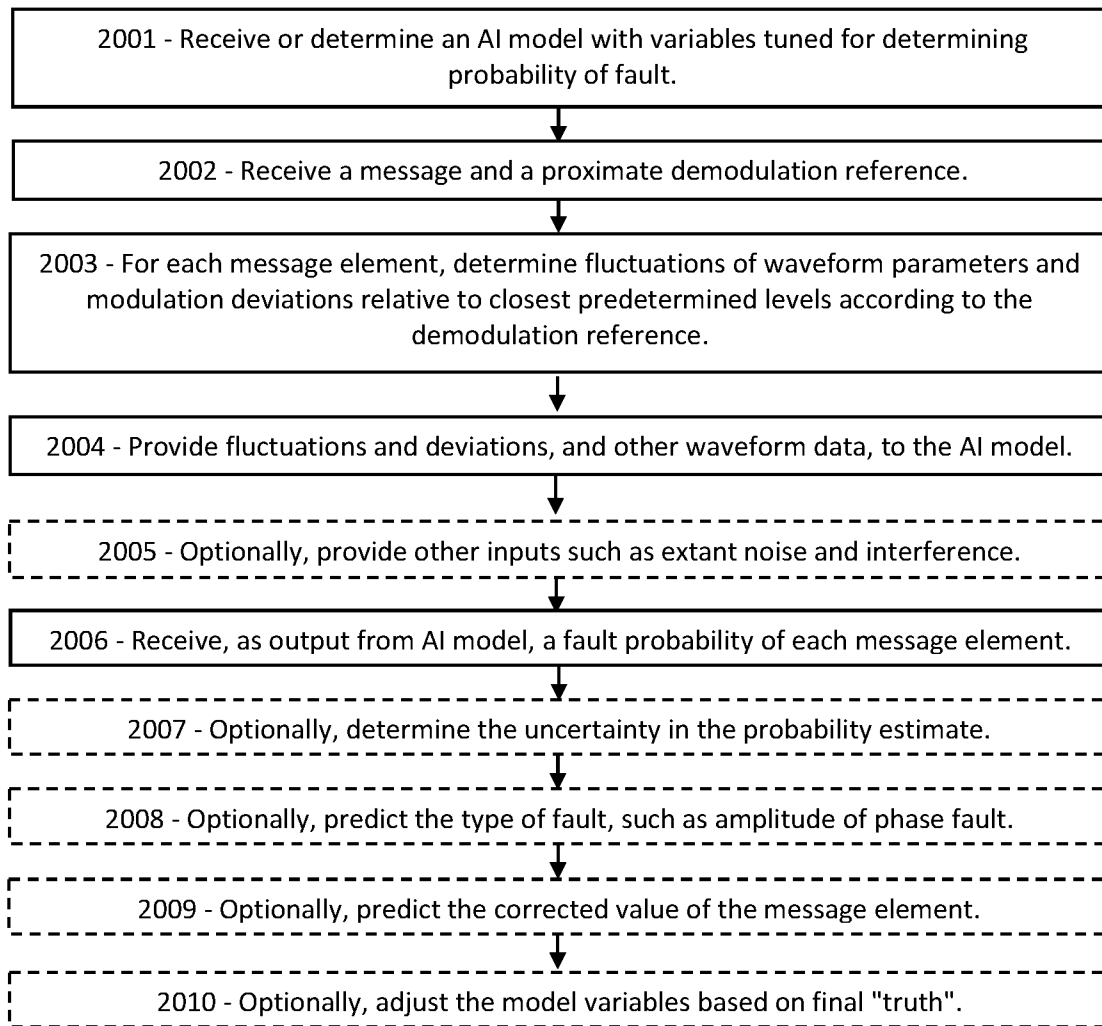 2001 - Receive or determine an AI model with variables tuned for determining
probability of fault.
2002 - Receive a message and a proximate demodulation reference.
2003 - For each message element, determine fluctuations of waveform parameters and
modulation deviations relative to closest predetermined levels according to the
demodulation reference.
2004 - Provide fluctuations and deviations, and other waveform data, to the AI model.
2005 - Optionally, provide other inputs such as extant noise and interference.
2006 - Receive, as output from AI model, a fault probability of each message element.
2007 - Optionally, determine the uncertainty in the probability estimate.
2008 - Optionally, predict the type of fault, such as amplitude of phase fault.
2009 - Optionally, predict the corrected value of the message element.
2010 - Optionally, adjust the model variables based on final "truth".